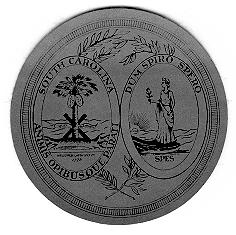 SOUTH CAROLINA
ANIMIS OPIBUSQUE PARATI
DUM SPIRO SPERO
SPES